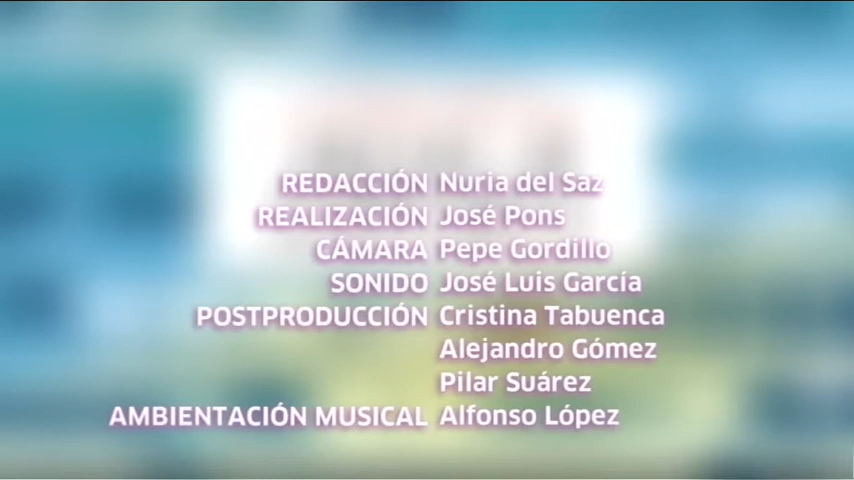 REDACCIÓN Nuria del Saz
REALIZACIÓN José Pons
CÁMARA Pepe Gordillo
SONIDO José Luis García
POSTPRODUCCIÓN Cristina Tabuenca
Alejandro Gómez
Pilar Suárez
AMBIENTACIÓN MUSICAL Alfonso López